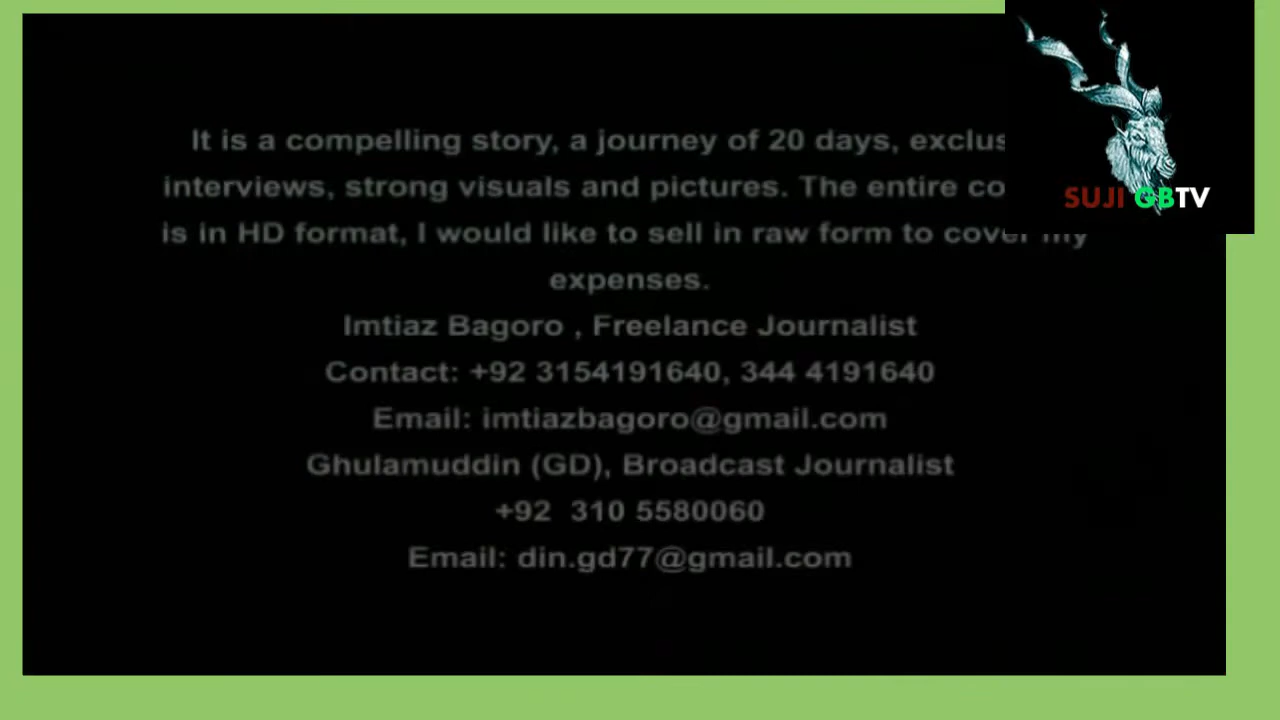 It is a compelling story, a journey of 20 days,
interviews, strong visuals and pictures. The entire
is in HD format, I would like to sell in raw form to cover my
expenses.
Imtiaz Bagoro , Freelance Journalist
Contact: +92 3154191640, 344 4191640
Email: imtiazbagoro@gmail.com
Ghulamuddin (GD), Broadcast Journalist
+92 310 5580060
Email: din.gd77@gmail.com
SUJI GBTV